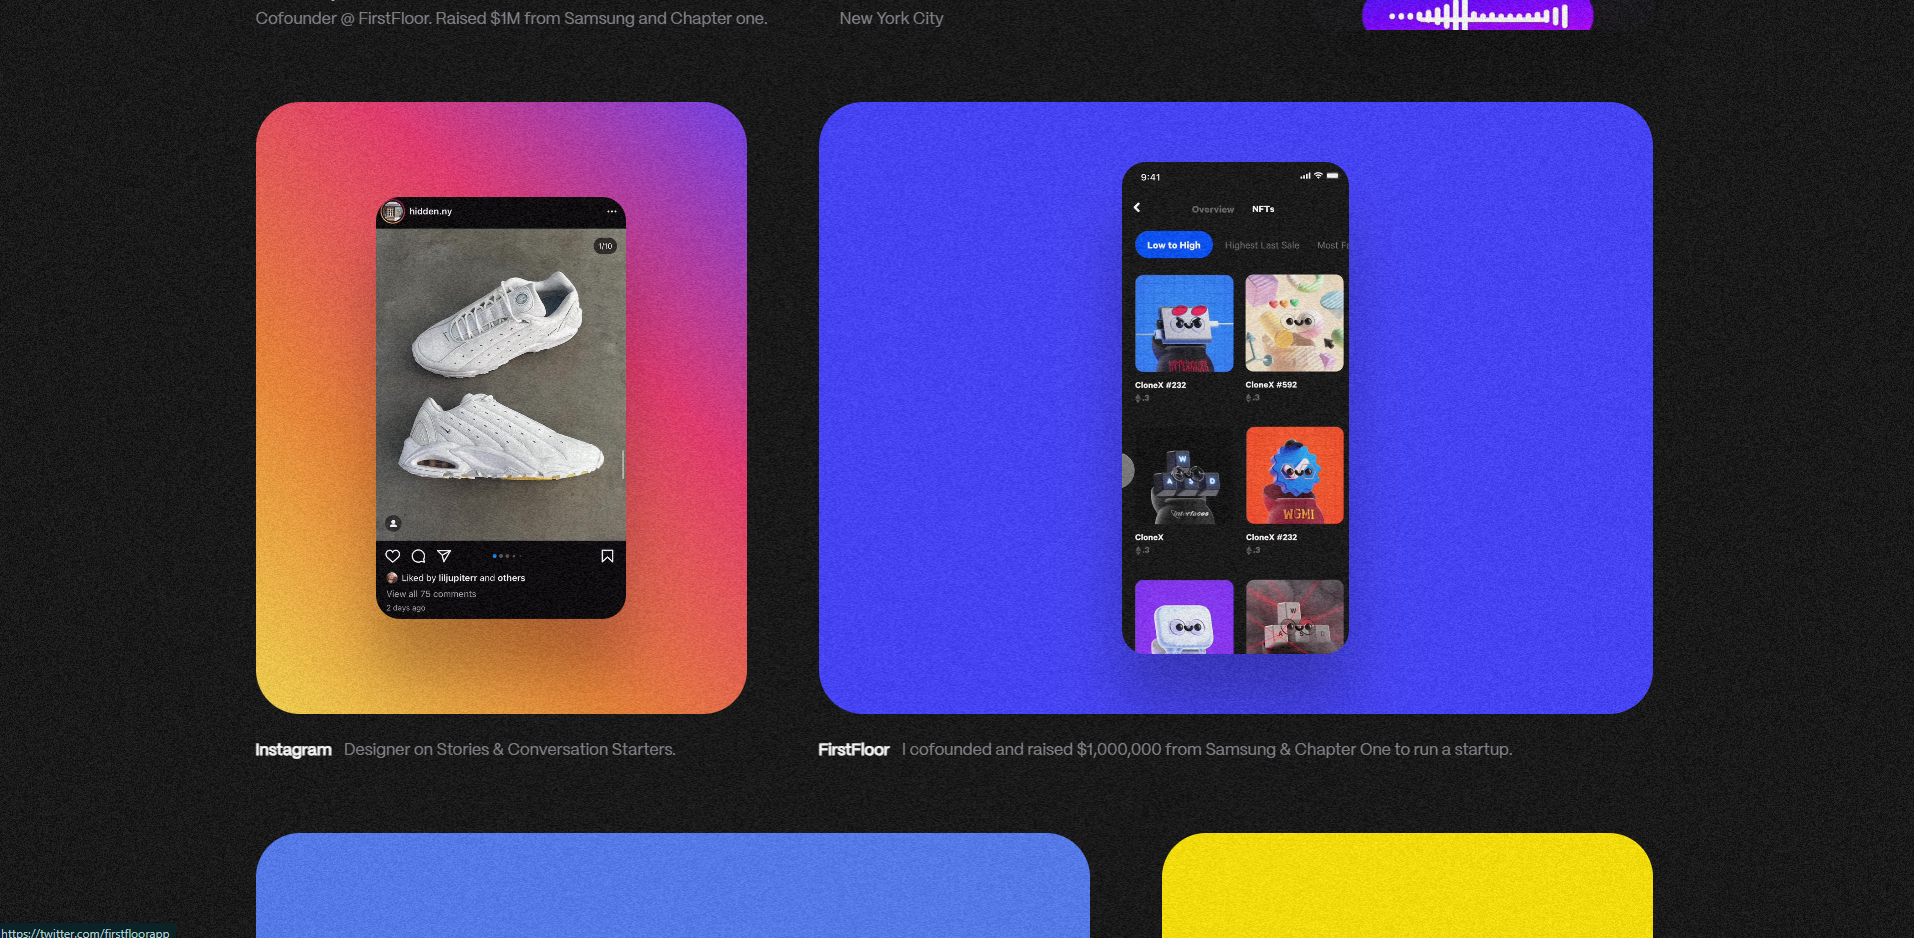 Cofounder @ FirstFloor. Raised $1M from Samsung and Chapter one.
New York City
hidden.ny
1/10
Liked by liljupiterr and others
View all 75 comments
2 days ago
9:41
Overview NFTs
Low to High Highest Last Sale Most
CloneX #232 CloneX #592
.3 .3
W
A S D
Interfaces
WGMI
CloneX CloneX #232
.3 .3
W
A S D
Instagram Designer on Stories & Conversation Starters.
FirstFloor I cofounded and raised $1,000,000 from Samsung & Chapter One to run a startup.
https://twitter.com/firstfloorapp